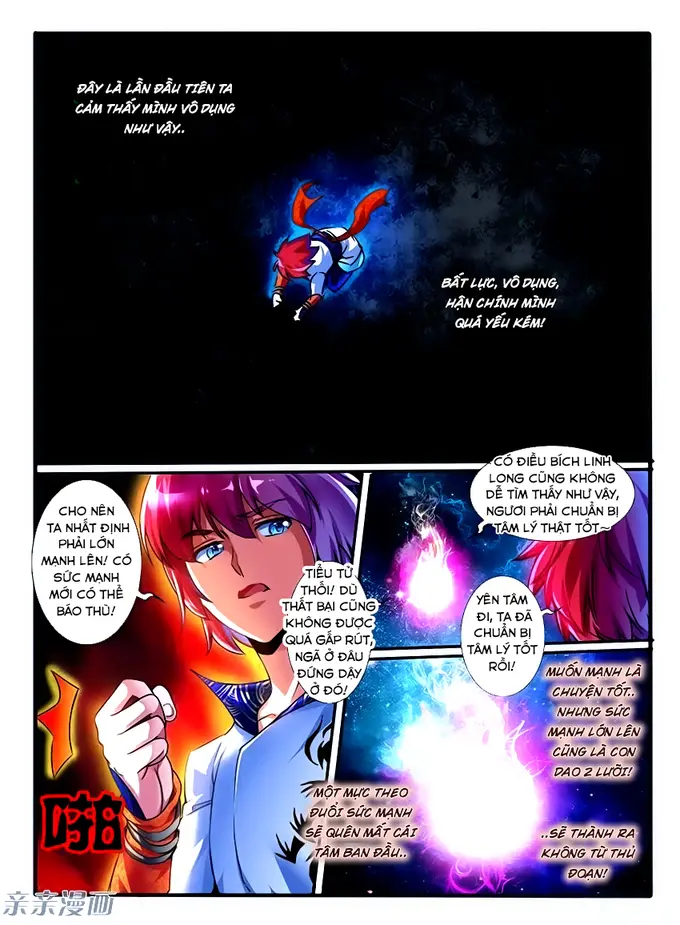 ĐÂY LÀ LẦN ĐẦU TIÊN TA
CẢM THẤY MÌNH VÔ DỤNG
NHƯ VẬY..
BẤT LỰC, VÔ DỤNG,
HẬN CHÍNH MÌNH
QUÁ YẾU KÉM!
CHO NÊN
TA NHẤT ĐỊNH
PHẢI LỚN
MẠNH LÊN! CÓ
SỨC MẠNH
MỚI CÓ THỂ
BÁO THÙ!
TIỂU TỬ
THỐI! DÙ
THẤT BẠI CŨNG
KHÔNG ĐƯỢC
QUÁ GẤP RÚT,
NGÃ Ở ĐÂU
ĐỨNG DẬY
Ở ĐÓ!
CÓ ĐIỀU BÍCH LINH
LONG CŨNG KHÔNG
DỄ TÌM THẤY NHƯ VẬY,
NGƯƠI PHẢI CHUẨN BỊ
TÂM LÝ THẬT TỐT~
YÊN TÂM
ĐI, TA ĐÃ
CHUẨN BỊ
TÂM LÝ TỐT
RỒI!
MUỐN MẠNH LÀ
CHUYỆN TỐT..
NHƯNG SỨC
MẠNH LỚN LÊN
CŨNG LÀ CON
DAO 2 LƯỠI!
MỘT MỰC THEO
ĐUỔI SỨC MẠNH
SẼ QUÊN MẤT CÁI
TÂM BAN ĐẦU..
..SẼ THÀNH RA
KHÔNG TỪ THỦ
ĐOẠN!
啪
亲亲漫画